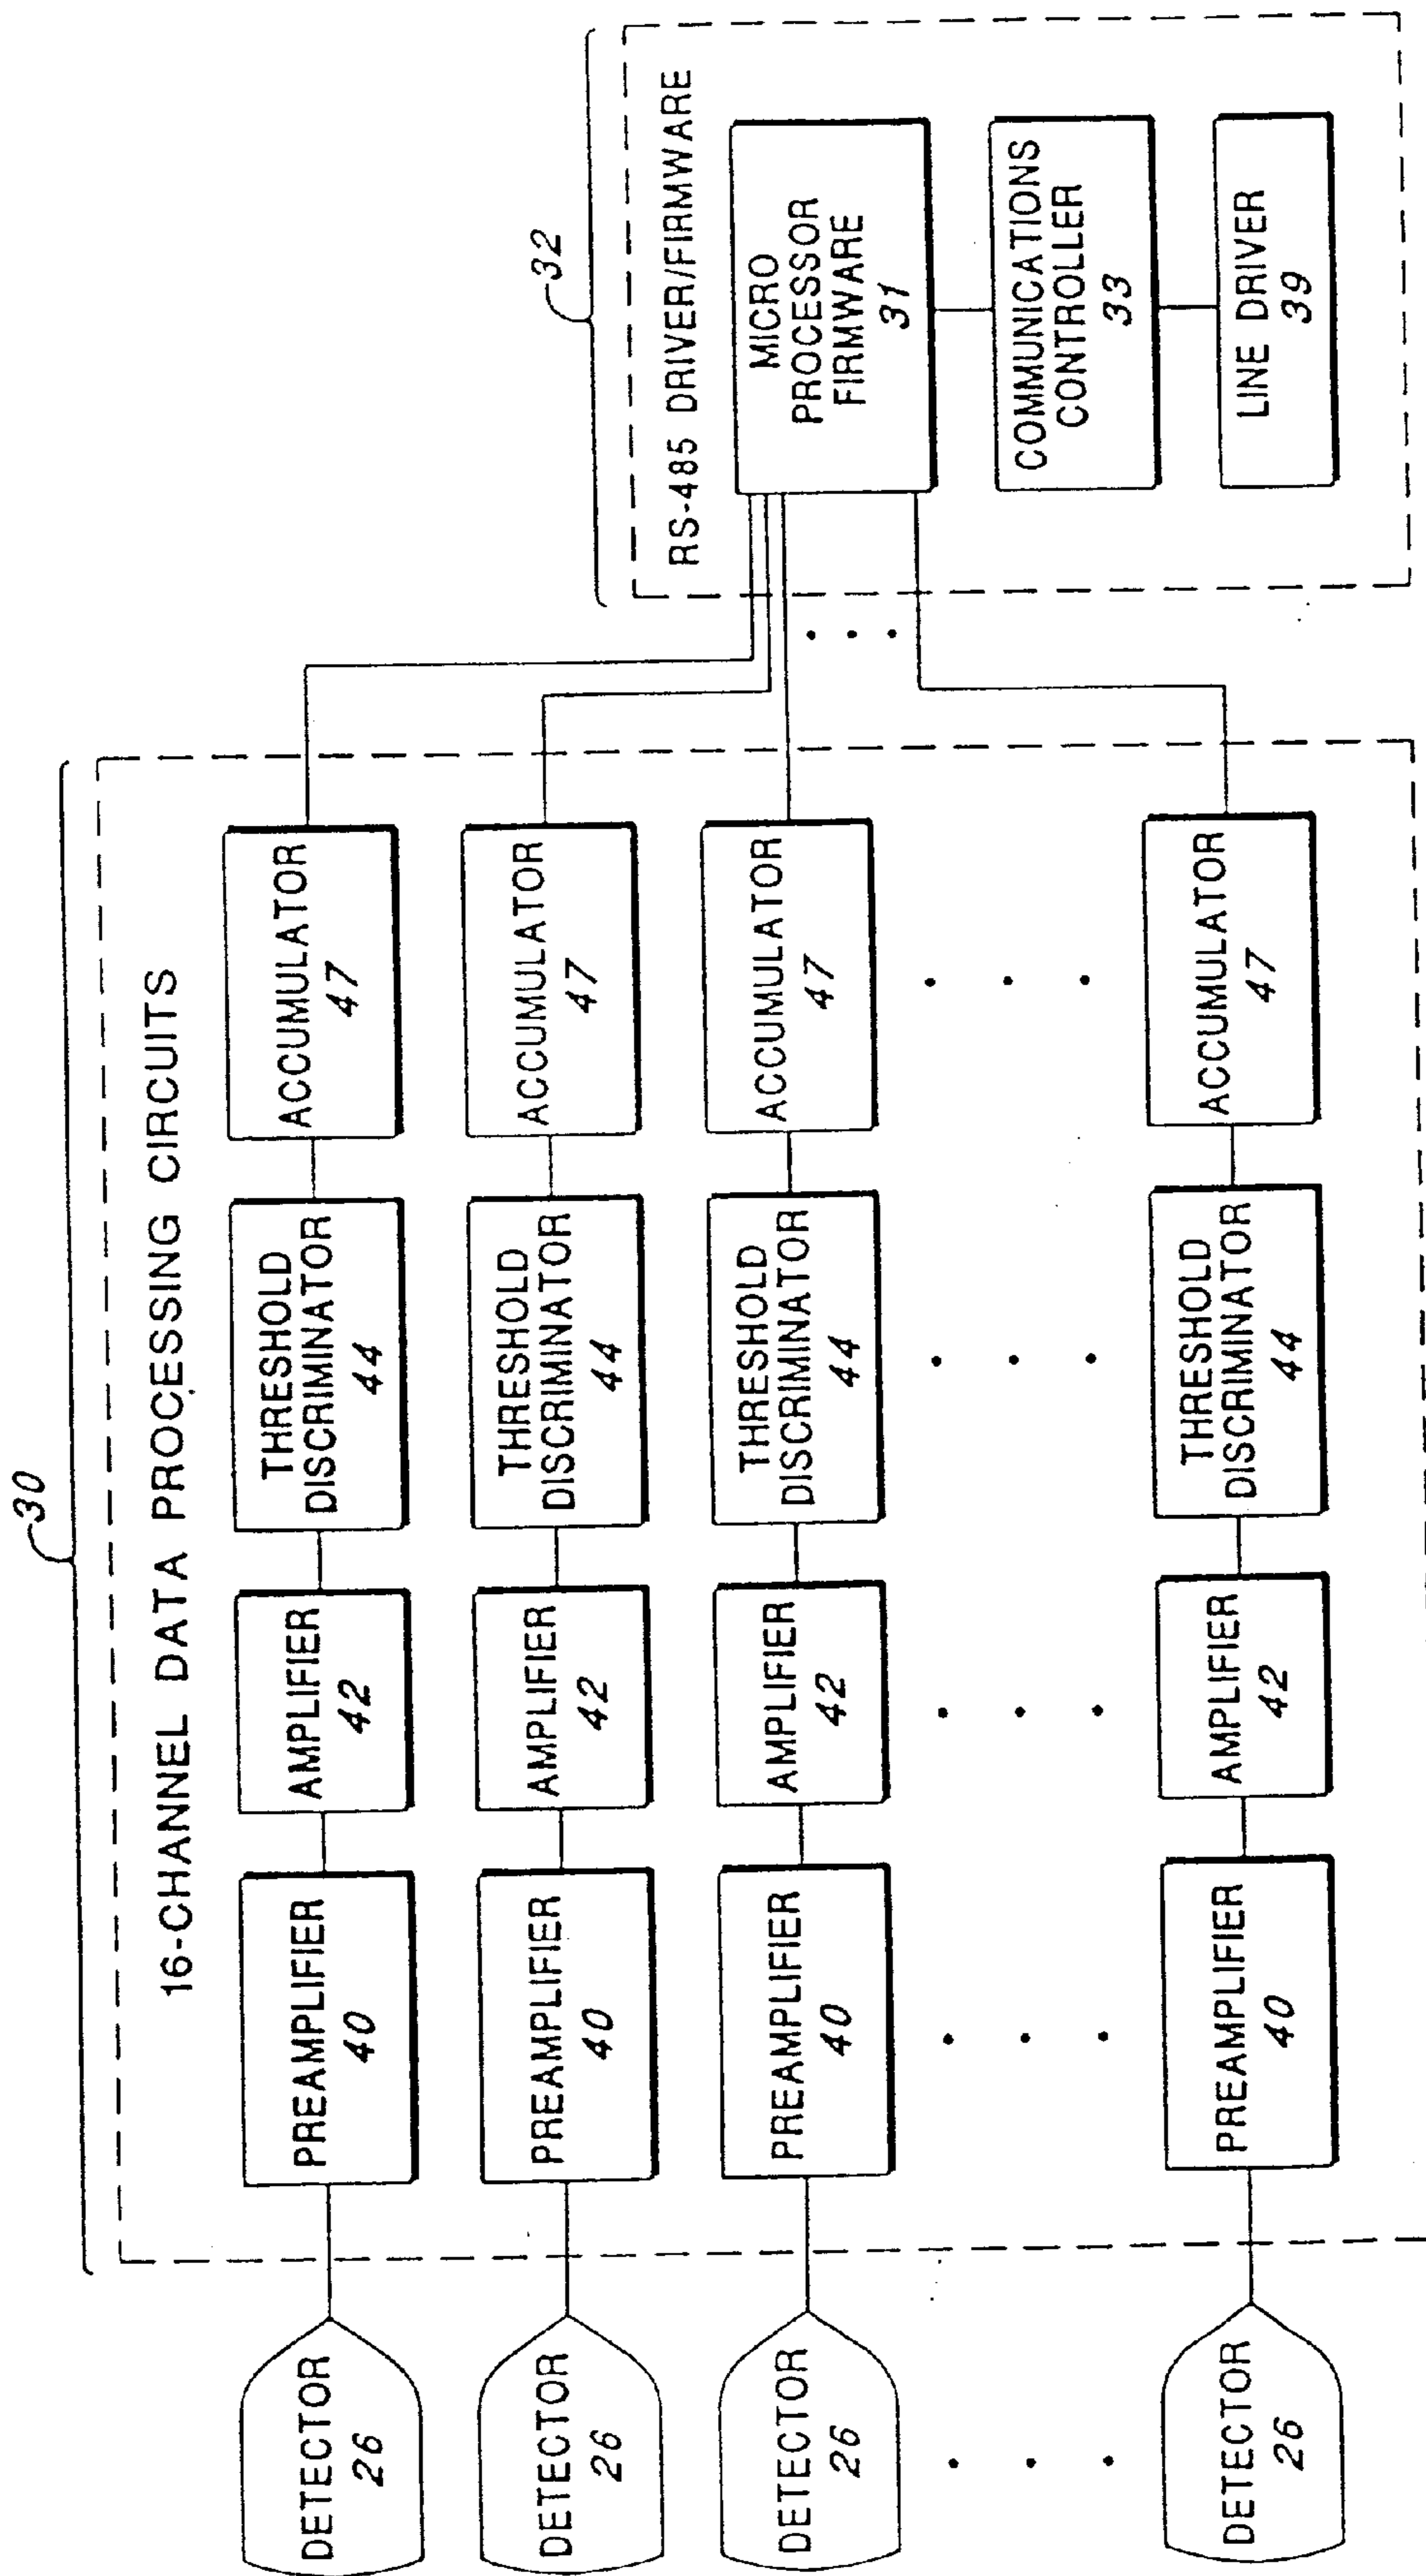 30
16-CHANNEL DATA PROCESSING CIRCUITS
DETECTOR
26
PREAMPLIFIER
40
AMPLIFIER
42
THRESHOLD
DISCRIMINATOR
44
ACCUMULATOR
47
DETECTOR
26
PREAMPLIFIER
40
AMPLIFIER
42
THRESHOLD
DISCRIMINATOR
44
ACCUMULATOR
47
DETECTOR
26
PREAMPLIFIER
40
AMPLIFIER
42
THRESHOLD
DISCRIMINATOR
44
ACCUMULATOR
47
DETECTOR
26
PREAMPLIFIER
40
AMPLIFIER
42
THRESHOLD
DISCRIMINATOR
44
ACCUMULATOR
47
32
RS-485 DRIVER/FIRMWARE
MICRO
PROCESSOR
FIRMWARE
31
COMMUNICATIONS
CONTROLLER
33
LINE DRIVER
39